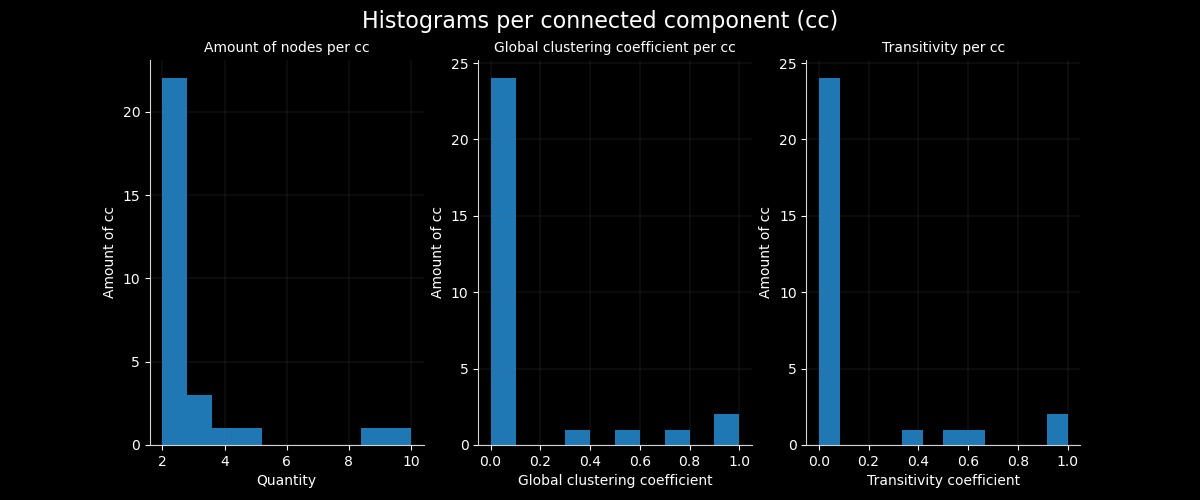 Histograms per connected component (cc)
Amount of nodes per cc
Amount of cc
20
15
10
5
0
2 4 6 8 10
Quantity
Global clustering coefficient per cc
Amount of cc
25
20
15
10
5
0
0.0 0.2 0.4 0.6 0.8 1.0
Global clustering coefficient
Transitivity per cc
Amount of cc
25
20
15
10
5
0
0.0 0.2 0.4 0.6 0.8 1.0
Transitivity coefficient